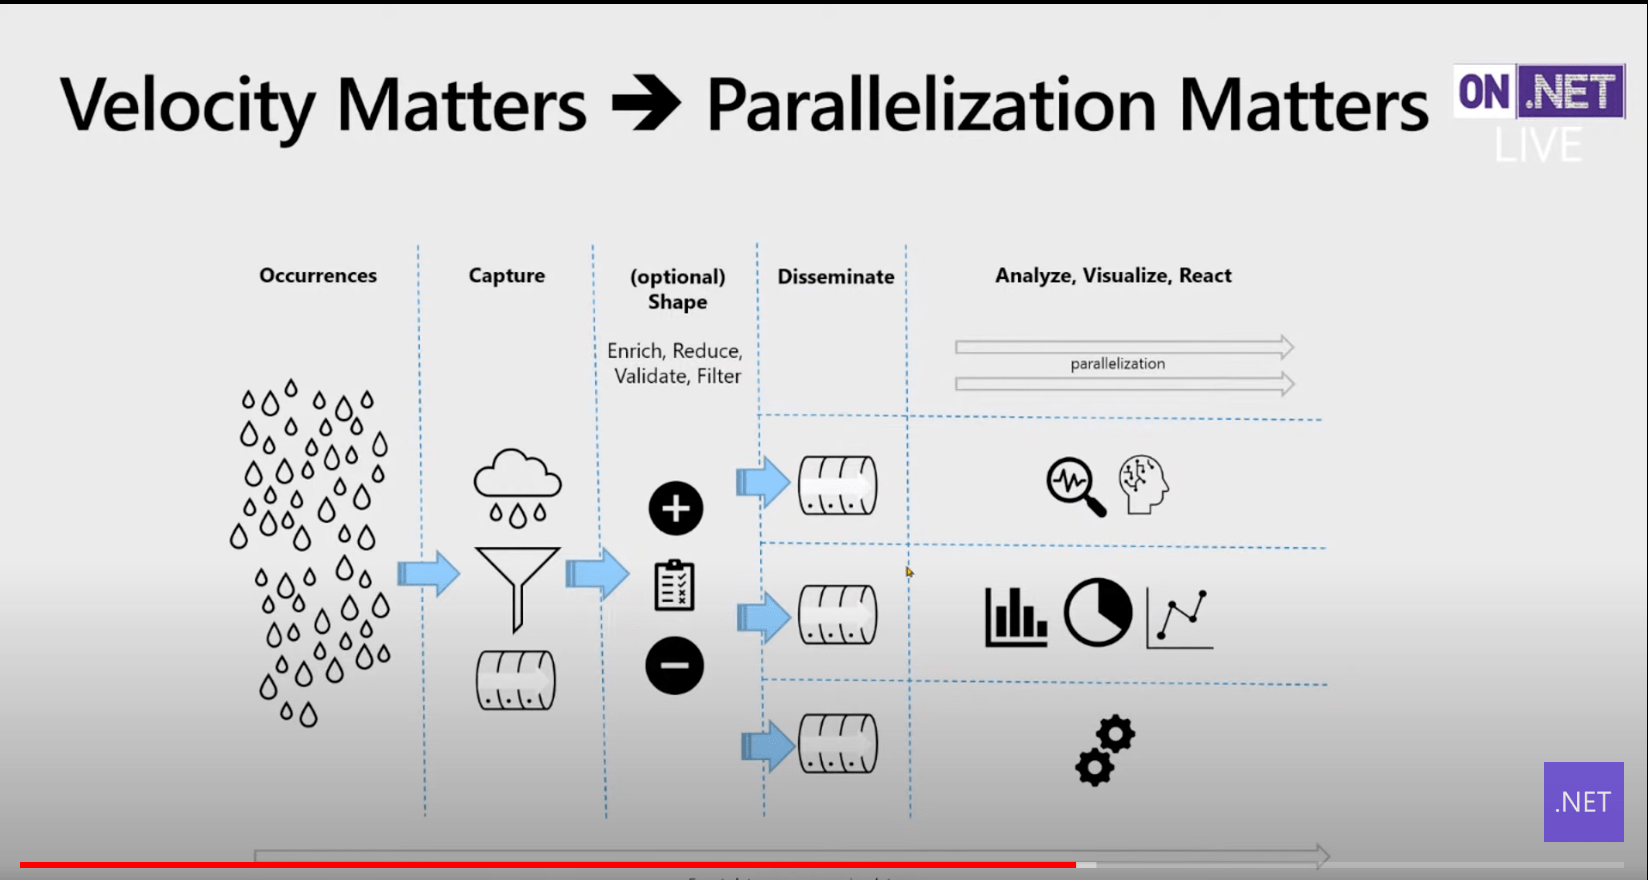 Velocity Matters → Parallelization Matters
ON .NET
LIVE
Occurrences
Capture
(optional)
Shape
Enrich, Reduce,
Validate, Filter
Disseminate
Analyze, Visualize, React
parallelization
.NET